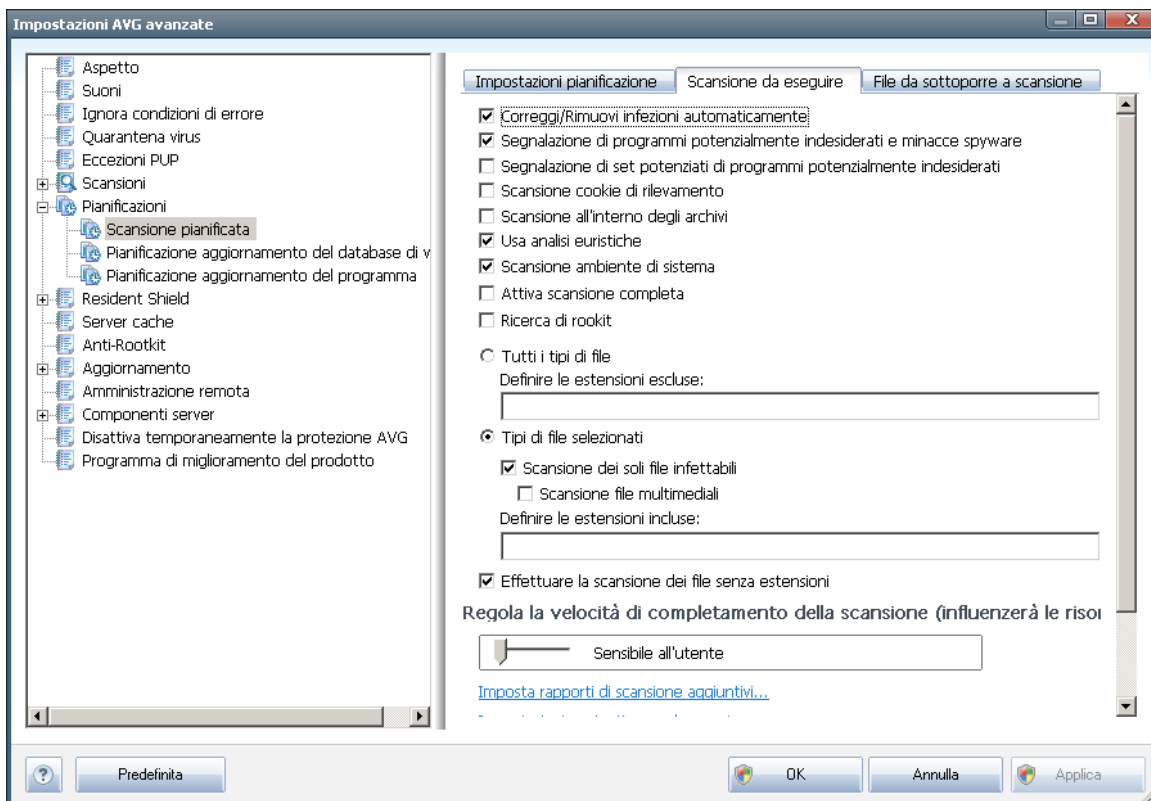 Impostazioni AVG avanzate
Aspetto
Suoni
Ignora condizioni di errore
Quarantena virus
Eccezioni PUP
Scansioni
Pianificazioni
Scansione pianificata
Pianificazione aggiornamento del database di v
Pianificazione aggiornamento del programma
Resident Shield
Server cache
Anti-Rootkit
Aggiornamento
Amministrazione remota
Componenti server
Disattiva temporaneamente la protezione AVG
Programma di miglioramento del prodotto
Impostazioni pianificazione
Scansione da eseguire
File da sottoporre a scansione
Correggi/Rimuovi infezioni automaticamente
Segnalazione di programmi potenzialmente indesiderati e minacce spyware
Segnalazione di set potenziati di programmi potenzialmente indesiderati
Scansione cookie di rilevamento
Scansione all'interno degli archivi
Usa analisi euristiche
Scansione ambiente di sistema
Attiva scansione completa
Ricerca di rookit
Tutti i tipi di file
Definire le estensioni escluse:
Tipi di file selezionati
Scansione dei soli file infettabili
Scansione file multimediali
Definire le estensioni incluse:
Effettuare la scansione dei file senza estensioni
Regola la velocità di completamento della scansione (influenzerà le risor
Sensibile all'utente
Imposta rapporti di scansione aggiuntivi...
?
Predefinita
OK
Annulla
Applica